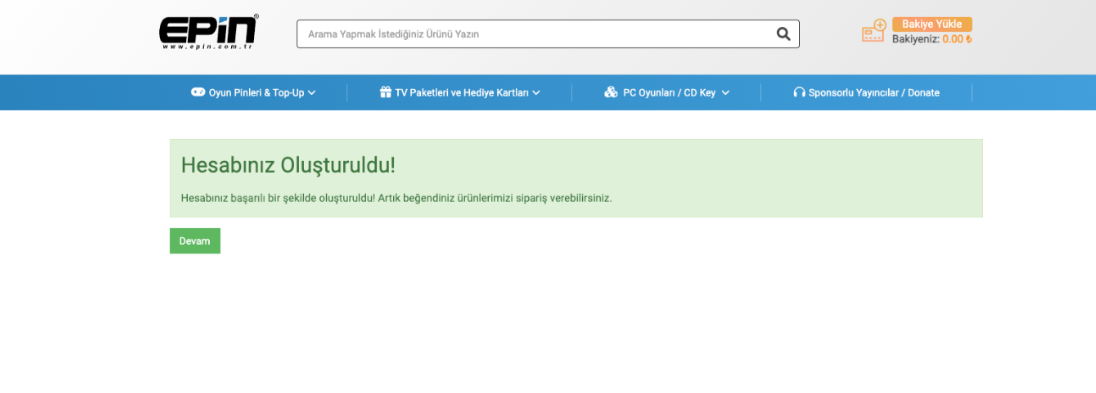 EPİN®
www.epin.com.tr
Arama Yapmak İstediğiniz Ürünü Yazın
Bakiye Yükle
Bakiyeniz: 0.00 ₺
Oyun Pinleri & Top-Up
TV Paketleri ve Hediye Kartları
PC Oyunları / CD Key
Sponsorlu Yayıncılar / Donate
Hesabınız Oluşturuldu!
Hesabınız başarılı bir şekilde oluşturuldu! Artık beğendiniz ürünlerimizi sipariş verebilirsiniz.
Devam